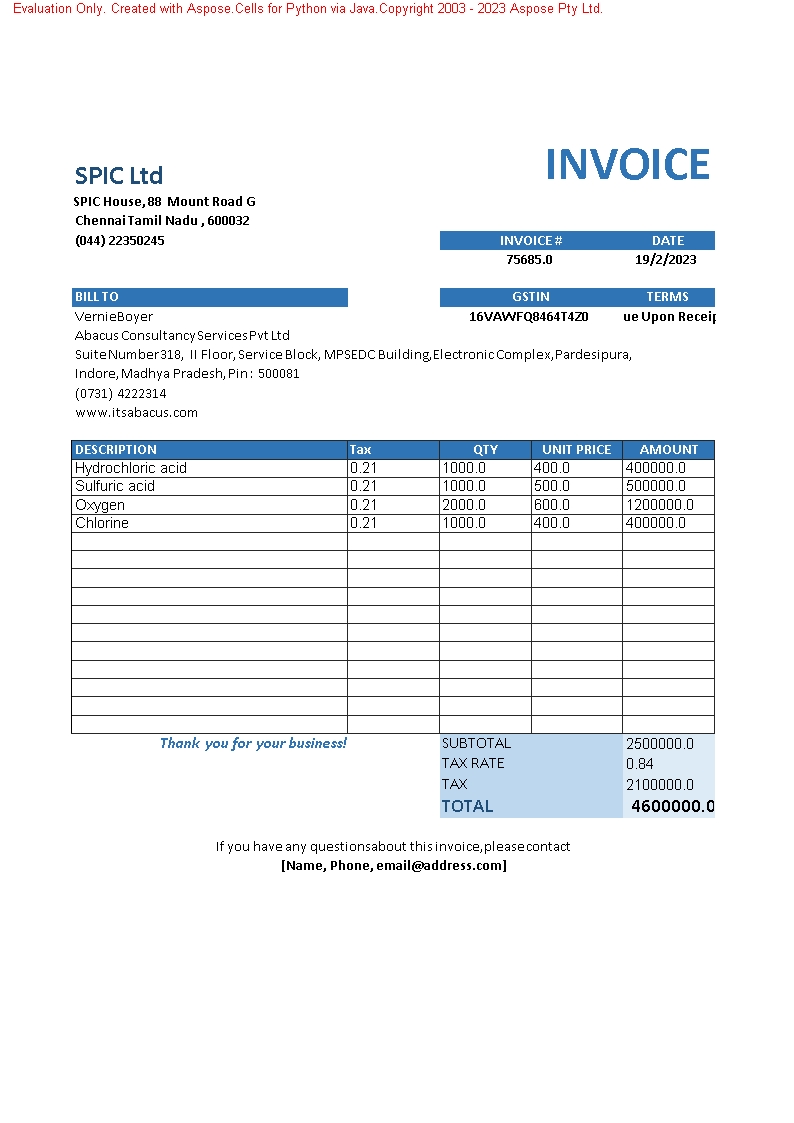 Evaluation Only. Created with Aspose.Cells for Python via Java.Copyright 2003 - 2023 Aspose Pty Ltd.
INVOICE
SPIC Ltd
SPIC House, 88 Mount Road G
Chennai Tamil Nadu , 600032
(044) 22350245
INVOICE # DATE
75685.0 19/2/2023
BILL TO GSTIN TERMS
Vernie Boyer 16VAWFQ8464T4Z0 ue Upon Receip
Abacus Consultancy Services Pvt Ltd
Suite Number 318, II Floor, Service Block, MPSEDC Building, Electronic Complex, Pardesipura,
Indore, Madhya Pradesh, Pin : 500081
(0731) 4222314
www.itsabacus.com
DESCRIPTION Tax QTY UNIT PRICE AMOUNT
Hydrochloric acid 0.21 1000.0 400.0 400000.0
Sulfuric acid 0.21 1000.0 500.0 500000.0
Oxygen 0.21 2000.0 600.0 1200000.0
Chlorine 0.21 1000.0 400.0 400000.0
Thank you for your business! SUBTOTAL 2500000.0
TAX RATE 0.84
TAX 2100000.0
TOTAL 4600000.0
If you have any questions about this invoice, please contact
[Name, Phone, email@address.com]